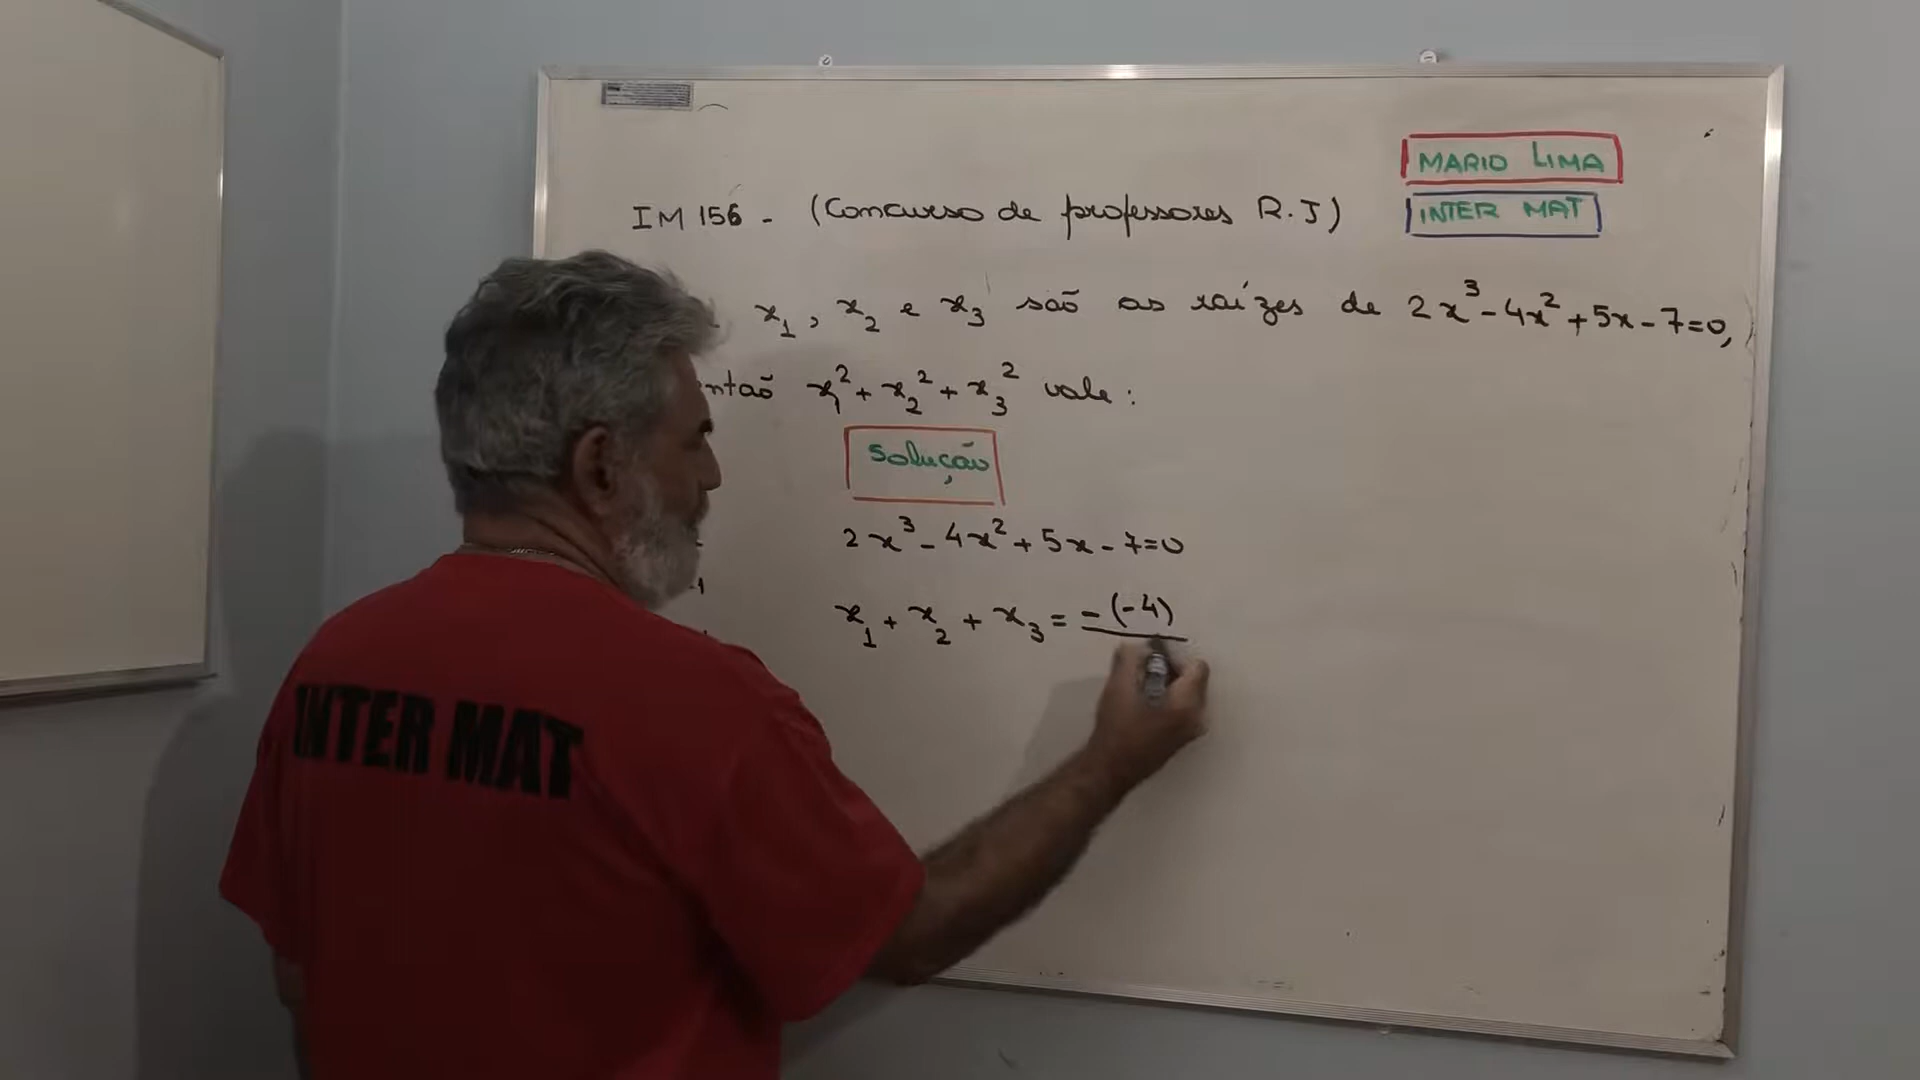 MARIO LIMA
INTER MAT
IM 156 - (Concurso de professores R.J)
x₁, x₂ e x₃ são as raízes de 2x³ - 4x² + 5x - 7 = 0,
ntaõ x₁² + x₂² + x₃² vale:
Solução
2x³ - 4x² + 5x - 7 = 0
x₁ + x₂ + x₃ = -(-4)
INTER MAT